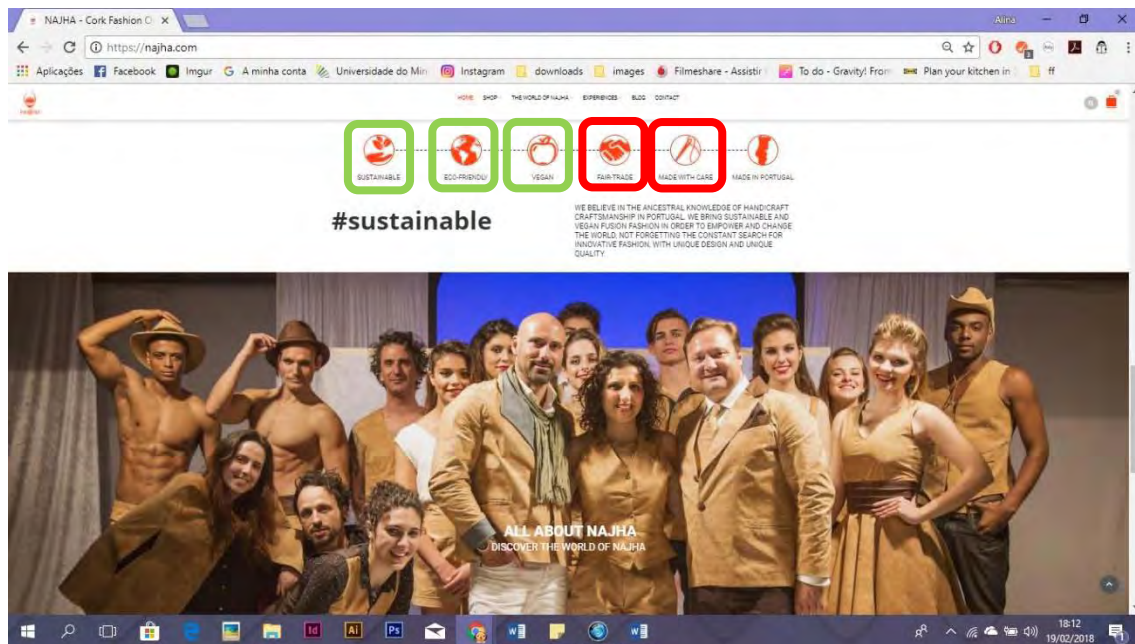 NAJHA - Cork Fashion O
Alina
https://najha.com
Aplicações Facebook Imgur A minha conta Universidade do Min Instagram downloads images Filmeshare - Assistir To do - Gravity! From Plan your kitchen in ff
HOME SHOP THE WORLD OF NAJHA EXPERIENCES BLOG CONTACT
SUSTAINABLE ECO-FRIENDLY VEGAN FAIR-TRADE MADE WITH CARE MADE IN PORTUGAL
#sustainable
WE BELIEVE IN THE ANCESTRAL KNOWLEDGE OF HANDICRAFT
CRAFTSMANSHIP IN PORTUGAL. WE BRING SUSTAINABLE AND
VEGAN FUSION FASHION IN ORDER TO EMPOWER AND CHANGE
THE WORLD, NOT FORGETTING THE CONSTANT SEARCH FOR
INNOVATIVE FASHION, WITH UNIQUE DESIGN AND UNIQUE
QUALITY
ALL ABOUT NAJHA
DISCOVER THE WORLD OF NAJHA
Id Ai Ps
18:12
19/02/2018